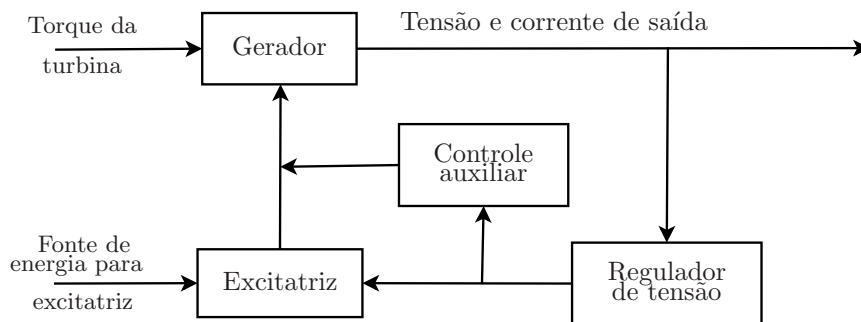 Torque da
turbina
Gerador
Tensão e corrente de saída
Controle
auxiliar
Fonte de
energia para
excitatriz
Excitatriz
Regulador
de tensão